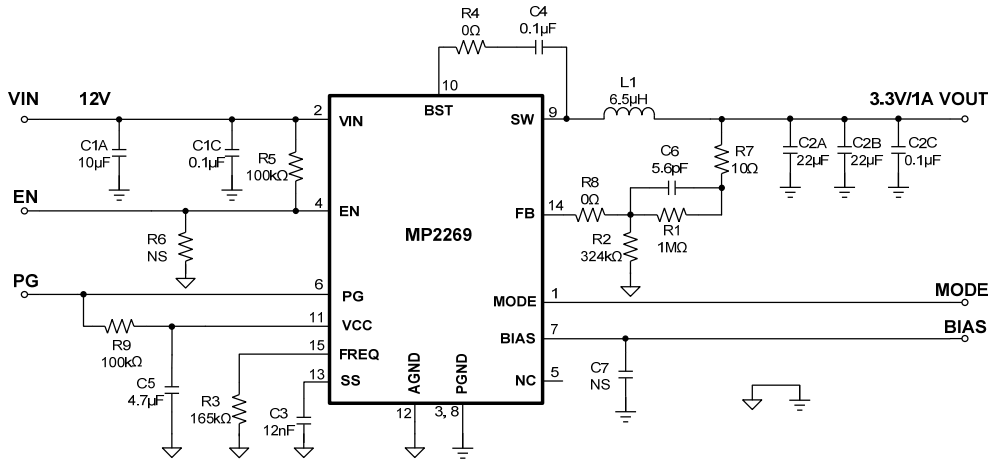 R4
0Ω
C4
0.1µF
10
BST
VIN
12V
2
VIN
SW
9
L1
6.5µH
3.3V/1A VOUT
C1A
10µF
C1C
0.1µF
R5
100kΩ
C6
5.6pF
R7
10Ω
C2A
22µF
C2B
22µF
C2C
0.1µF
EN
4
EN
R6
NS
MP2269
FB
14
R8
0Ω
R2
324kΩ
R1
1MΩ
PG
6
PG
MODE
1
MODE
11
VCC
BIAS
7
BIAS
R9
100kΩ
15
FREQ
C5
4.7µF
R3
165kΩ
13
SS
C3
12nF
AGND
PGND
12
3, 8
NC
5
C7
NS